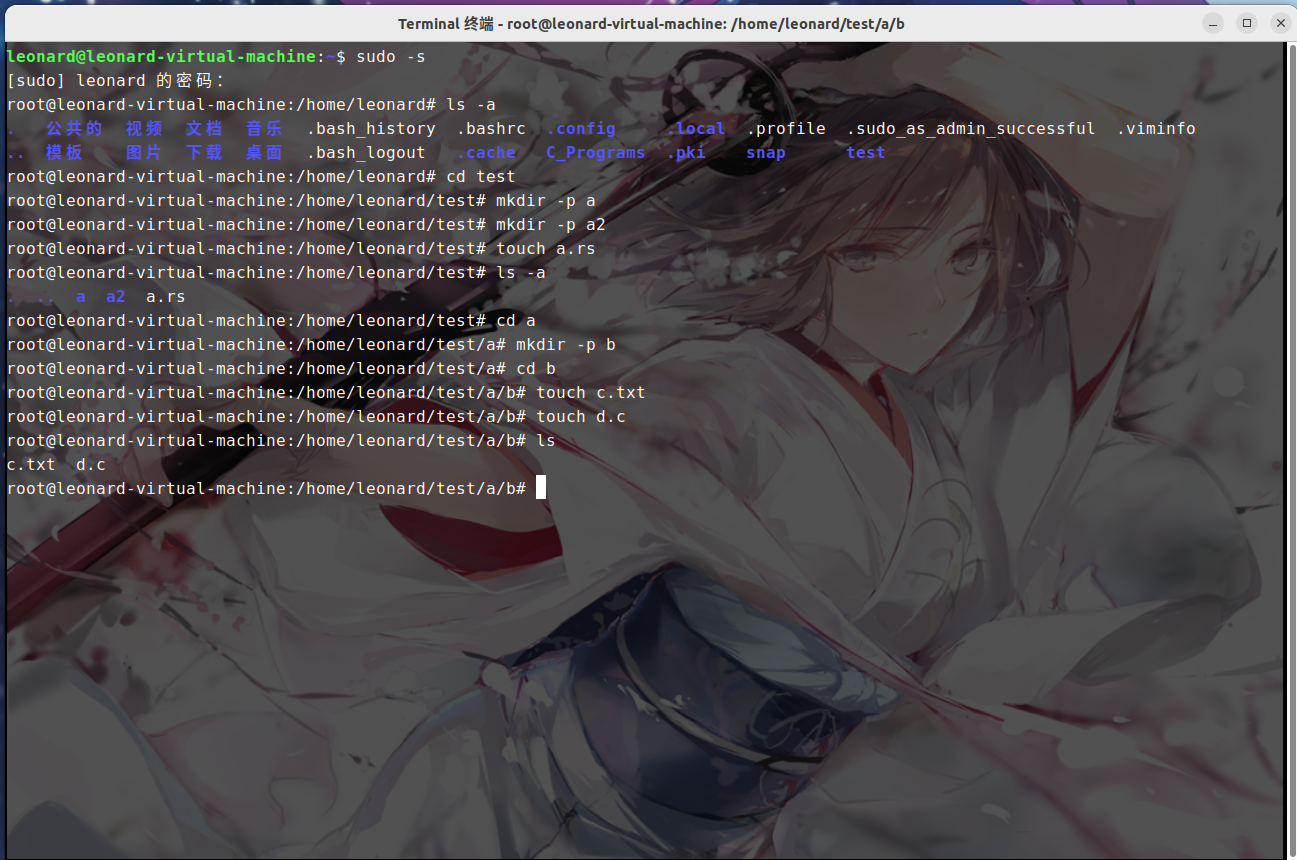 Terminal 终端 - root@leonard-virtual-machine: /home/leonard/test/a/b
leonard@leonard-virtual-machine:~$ sudo -s
[sudo] leonard 的密码：
root@leonard-virtual-machine:/home/leonard# ls -a
.   公共的  视频  文档  音乐  .bash_history  .bashrc  .config     .local  .profile  .sudo_as_admin_successful  .viminfo
..  模板    图片  下载  桌面  .bash_logout   .cache   C_Programs  .pki    snap      test
root@leonard-virtual-machine:/home/leonard# cd test
root@leonard-virtual-machine:/home/leonard/test# mkdir -p a
root@leonard-virtual-machine:/home/leonard/test# mkdir -p a2
root@leonard-virtual-machine:/home/leonard/test# touch a.rs
root@leonard-virtual-machine:/home/leonard/test# ls -a
.  ..  a  a2  a.rs
root@leonard-virtual-machine:/home/leonard/test# cd a
root@leonard-virtual-machine:/home/leonard/test/a# mkdir -p b
root@leonard-virtual-machine:/home/leonard/test/a# cd b
root@leonard-virtual-machine:/home/leonard/test/a/b# touch c.txt
root@leonard-virtual-machine:/home/leonard/test/a/b# touch d.c
root@leonard-virtual-machine:/home/leonard/test/a/b# ls
c.txt  d.c
root@leonard-virtual-machine:/home/leonard/test/a/b#